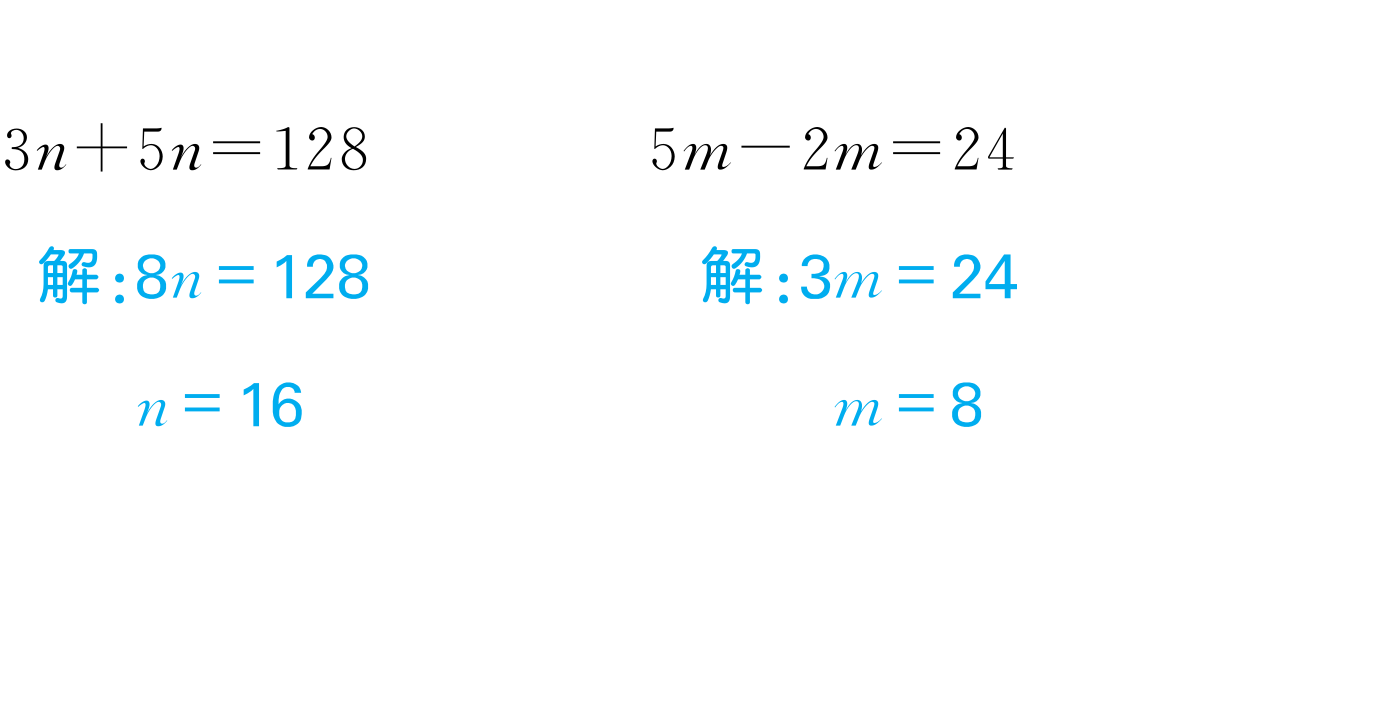 3n+5n=128
5m-2m=24
解:8n = 128
解:3m = 24
n = 16
m = 8